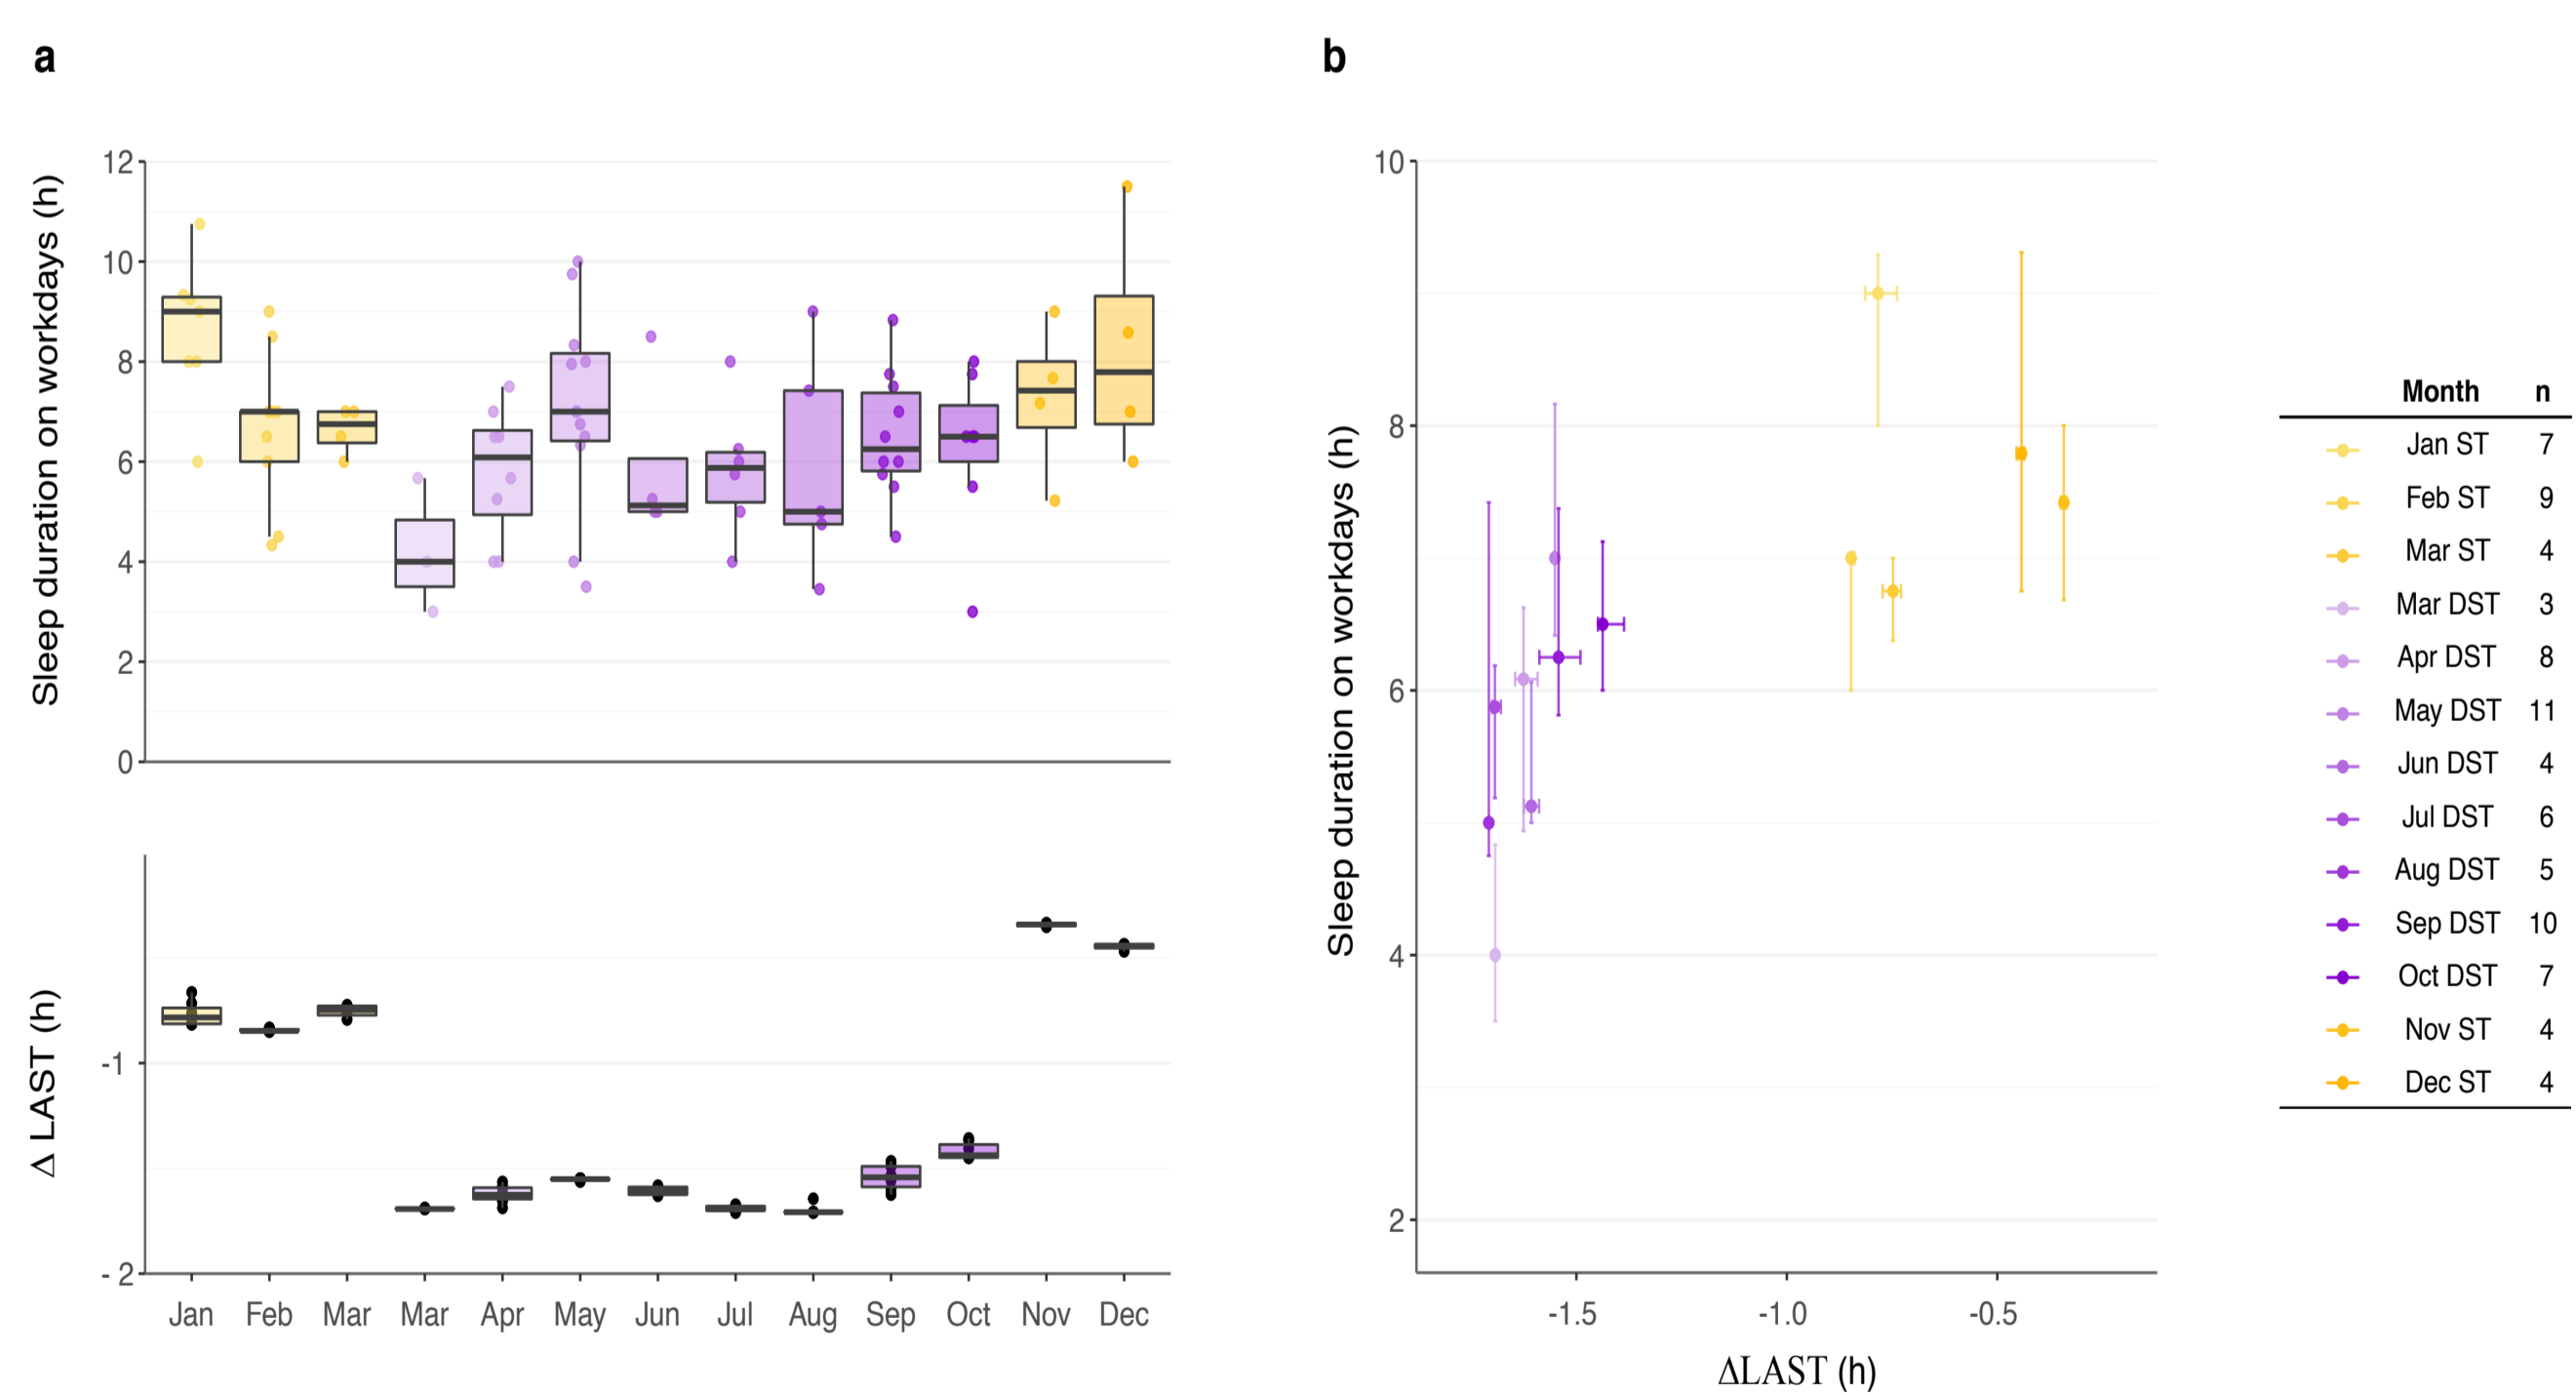 a
Sleep duration on workdays (h)
12
10
8
6
4
2
0
Δ LAST (h)
-1
- 2
Jan Feb Mar Mar Apr May Jun Jul Aug Sep Oct Nov Dec
b
Sleep duration on workdays (h)
10
8
6
4
2
-1.5 -1.0 -0.5
ΔLAST (h)
Month n
Jan ST 7
Feb ST 9
Mar ST 4
Mar DST 3
Apr DST 8
May DST 11
Jun DST 4
Jul DST 6
Aug DST 5
Sep DST 10
Oct DST 7
Nov ST 4
Dec ST 4